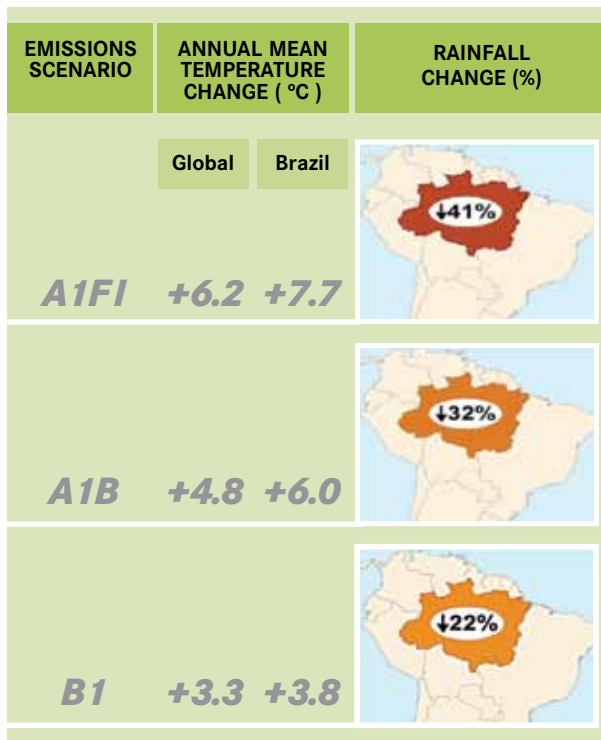 EMISSIONS
SCENARIO
ANNUAL MEAN
TEMPERATURE
CHANGE ( ºC )
RAINFALL
CHANGE (%)
Global Brazil
↓41%
A1FI +6.2 +7.7
↓32%
A1B +4.8 +6.0
↓22%
B1 +3.3 +3.8